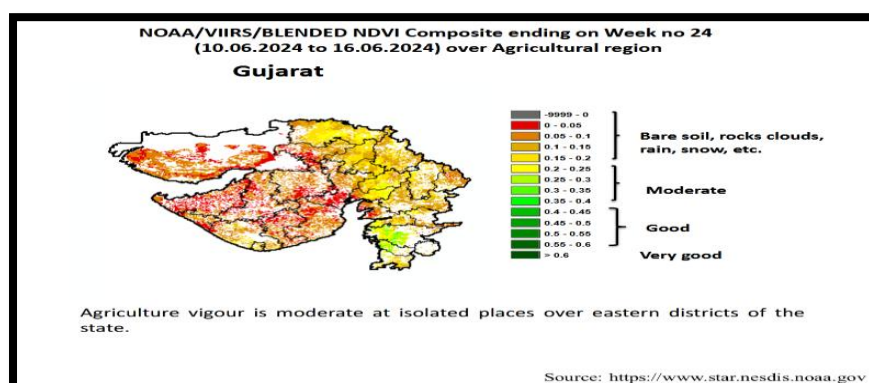 NOAA/VIIRS/BLENDED NDVI Composite ending on Week no 24
(10.06.2024 to 16.06.2024) over Agricultural region
Gujarat
-9999 - 0
0 - 0.05
0.05 - 0.1
0.1 - 0.15
0.15 - 0.2
0.2 - 0.25
0.25 - 0.3
0.3 - 0.35
0.35 - 0.4
0.4 - 0.45
0.45 - 0.5
0.5 - 0.55
0.55 - 0.6
> 0.6
Bare soil, rocks clouds,
rain, snow, etc.
Moderate
Good
Very good
Agriculture vigour is moderate at isolated places over eastern districts of the
state.
Source: https://www.star.nesdis.noaa.gov